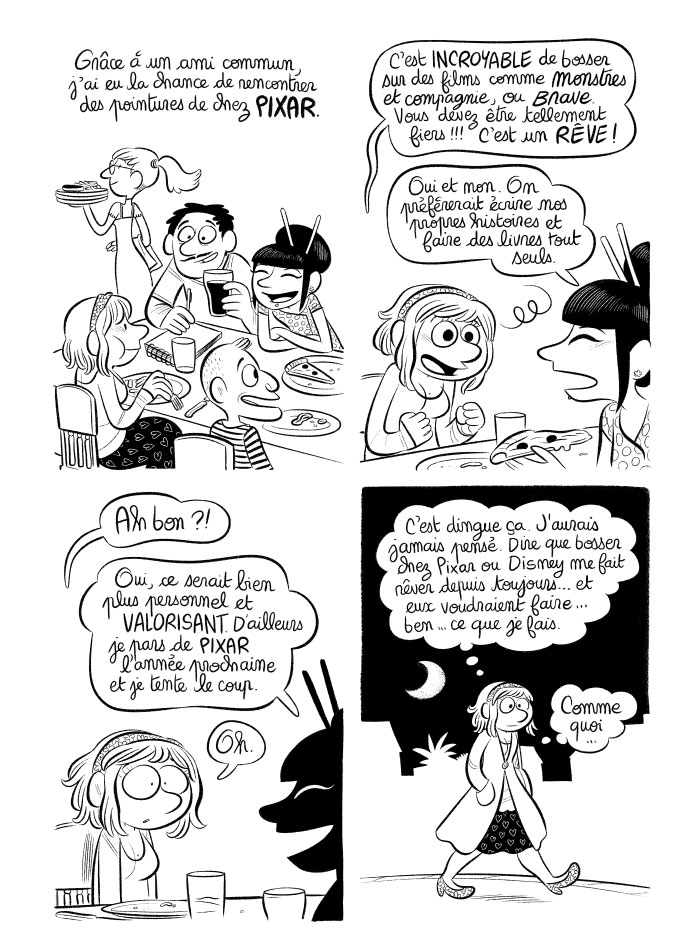 Grâce à un ami commun,
j'ai eu la chance de rencontrer
des pointures de chez PIXAR.
C'est INCROYABLE de bosser
sur des films comme Monstres
et compagnie, ou Brave.
Vous devez être tellement
fiers !!! C'est un RÊVE !
Oui et non. On
préférerait écrire nos
propres histoires et
faire des livres tout
seuls.
Ah bon ?!
Oui, ce serait bien
plus personnel et
VALORISANT. D'ailleurs
je pars de PIXAR
l'année prochaine
et je tente le coup.
Oh.
C'est dingue ça. J'aurais
jamais pensé. Dire que bosser
chez Pixar ou Disney me fait
rêver depuis toujours... et
eux voudraient faire...
ben... ce que je fais.
Comme
quoi
...